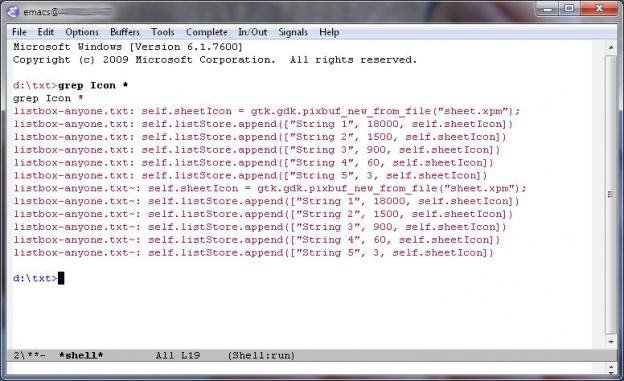 emacs@
File Edit Options Buffers Tools Complete In/Out Signals Help
Microsoft Windows [Version 6.1.7600]
Copyright (c) 2009 Microsoft Corporation.  All rights reserved.
d:\txt>grep Icon *
grep Icon *
listbox-anyone.txt: self.sheetIcon = gtk.gdk.pixbuf_new_from_file("sheet.xpm");
listbox-anyone.txt: self.listStore.append(["String 1", 18000, self.sheetIcon])
listbox-anyone.txt: self.listStore.append(["String 2", 1500, self.sheetIcon])
listbox-anyone.txt: self.listStore.append(["String 3", 900, self.sheetIcon])
listbox-anyone.txt: self.listStore.append(["String 4", 60, self.sheetIcon])
listbox-anyone.txt: self.listStore.append(["String 5", 3, self.sheetIcon])
listbox-anyone.txt~: self.sheetIcon = gtk.gdk.pixbuf_new_from_file("sheet.xpm");
listbox-anyone.txt~: self.listStore.append(["String 1", 18000, self.sheetIcon])
listbox-anyone.txt~: self.listStore.append(["String 2", 1500, self.sheetIcon])
listbox-anyone.txt~: self.listStore.append(["String 3", 900, self.sheetIcon])
listbox-anyone.txt~: self.listStore.append(["String 4", 60, self.sheetIcon])
listbox-anyone.txt~: self.listStore.append(["String 5", 3, self.sheetIcon])
d:\txt>
2\**-  *shell*        All L19    (Shell:run)